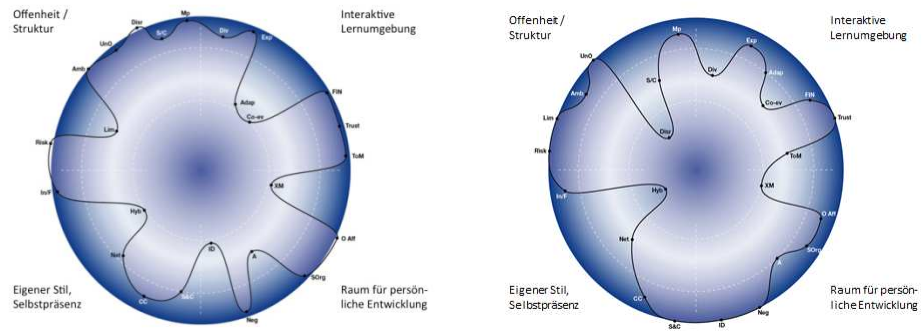 Offenheit /
Struktur
Interaktive
Lernumgebung
Eigener Stil,
Selbstpräsenz
Raum für persön-
liche Entwicklung
Mp
Div
Exp
Adap
Co-ev
FIN
Trust
ToM
XM
O Aff
SOrg
A
Neg
ID
S&C
CC
Net
Hyb
In/F
Risk
Lim
Amb
UnO
Disr
S/C
Offenheit /
Struktur
Interaktive
Lernumgebung
Eigener Stil,
Selbstpräsenz
Raum für persön-
liche Entwicklung
Mp
Div
Exp
Adap
Co-ev
FIN
Trust
ToM
XM
O Aff
SOrg
A
Neg
ID
S&C
CC
Net
Hyb
In/F
Risk
Lim
Amb
UnO
Disr
S/C